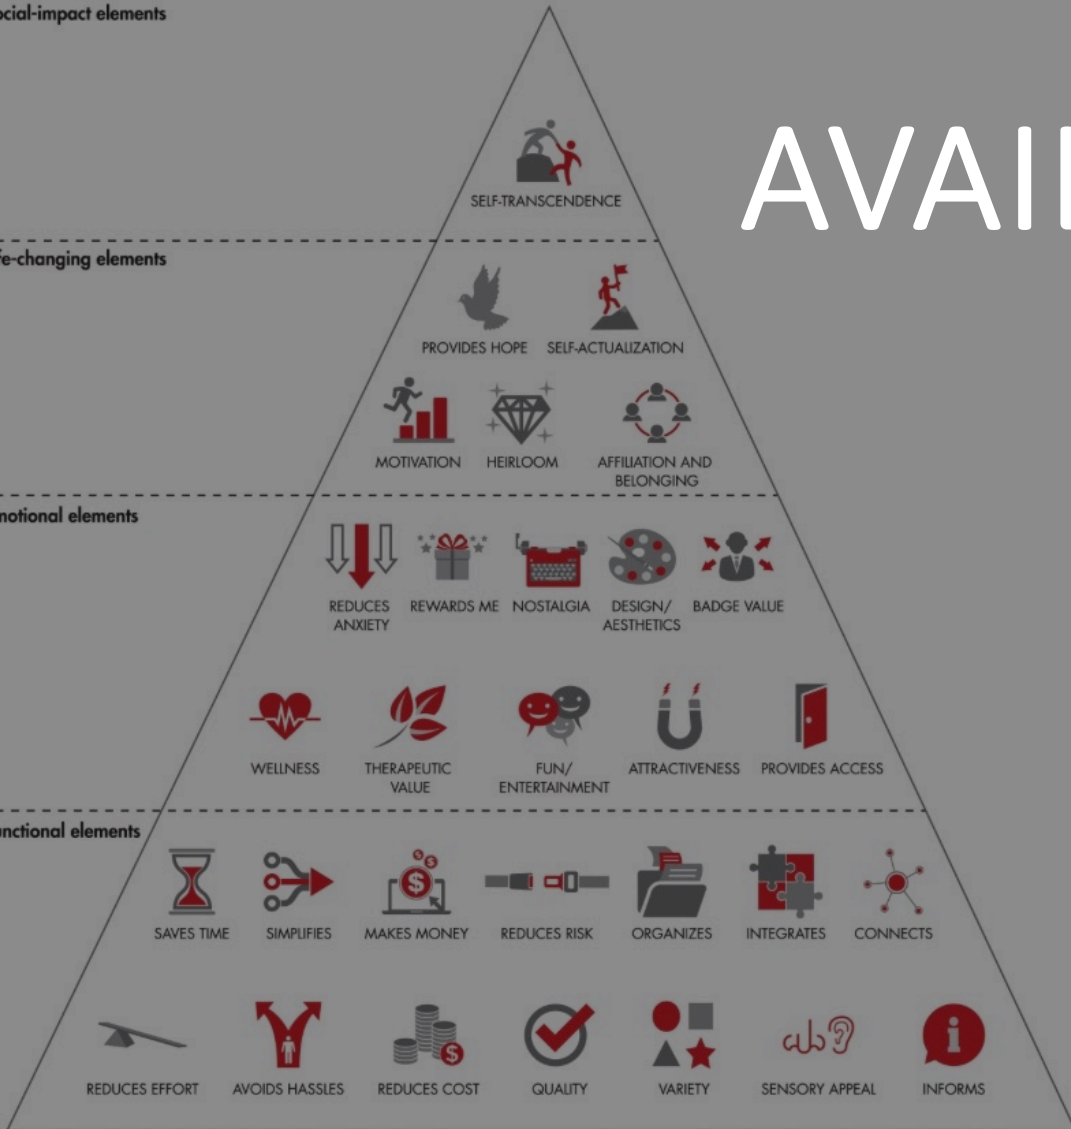 ocial-impact elements
AVAI
SELF-TRANSCENDENCE
fe-changing elements
PROVIDES HOPE SELF-ACTUALIZATION
MOTIVATION HEIRLOOM AFFILIATION AND
BELONGING
motional elements
REDUCES REWARDS ME NOSTALGIA DESIGN/ BADGE VALUE
ANXIETY AESTHETICS
WELLNESS THERAPEUTIC FUN/ ATTRACTIVENESS PROVIDES ACCESS
VALUE ENTERTAINMENT
unctional elements
SAVES TIME SIMPLIFIES MAKES MONEY REDUCES RISK ORGANIZES INTEGRATES CONNECTS
REDUCES EFFORT AVOIDS HASSLES REDUCES COST QUALITY VARIETY SENSORY APPEAL INFORMS